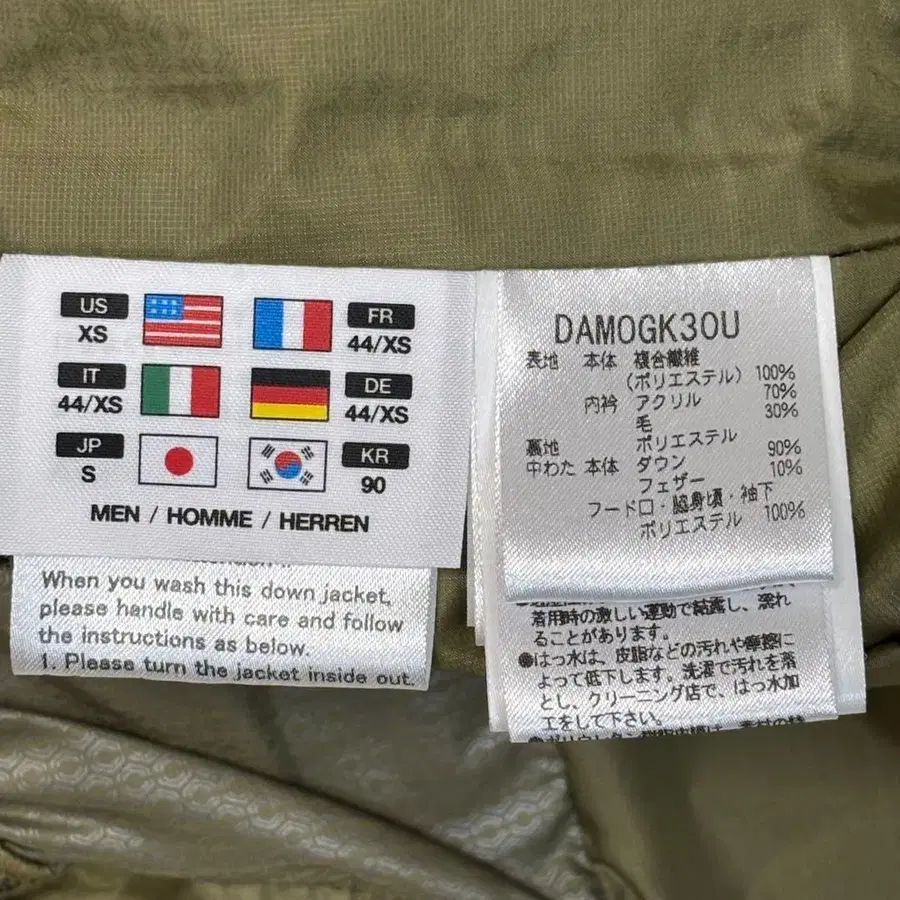 US
XS
FR
44/XS
IT
44/XS
DE
44/XS
JP
S
KR
90
MEN / HOMME / HERREN
When you wash this down jacket,
please handle with care and follow
the instructions as below.
1. Please turn the jacket inside out.
DAMOGK30U
表地 本体 複合繊維
(ポリエステル) 100%
内衿 アクリル 70%
毛 30%
裏地 ポリエステル
中わた 本体 ダウン 90%
フェザー 10%
フード口・脇身頃・袖下
ポリエステル 100%
着用時の激しい運動で結露し、濡れ
ることがあります。
●はっ水は、皮脂などの汚れや摩擦に
よって低下します。洗濯で汚れを落
とし、クリーニング店で、はっ水加
工をして下さい。